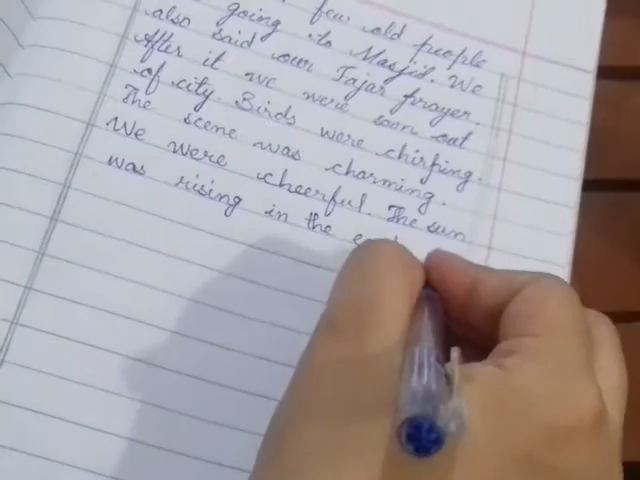 few old people
going to Masjid. We
also said our Fajar prayer.
After it we were soon out
of city. Birds were chirping.
The scene was charming.
We were cheerful. The sun
was rising in the east